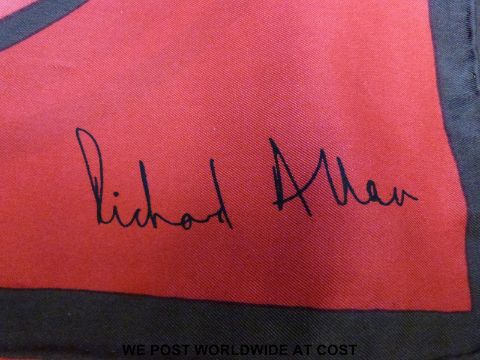 Richard Allan
WE POST WORLDWIDE AT COST